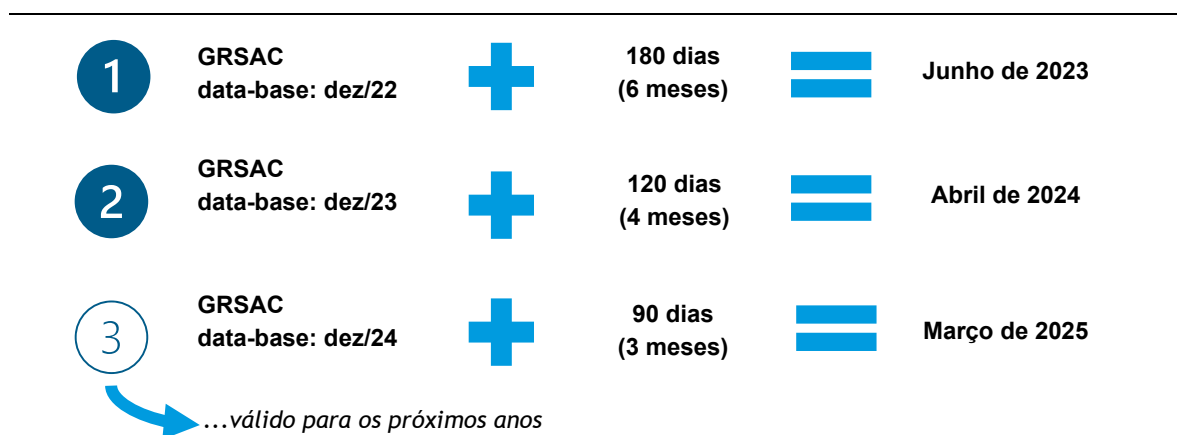 1
GRSAC
data-base: dez/22
180 dias
(6 meses)
Junho de 2023
2
GRSAC
data-base: dez/23
120 dias
(4 meses)
Abril de 2024
3
GRSAC
data-base: dez/24
90 dias
(3 meses)
Março de 2025
...válido para os próximos anos